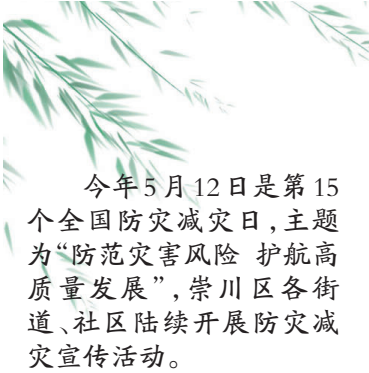 今年5月12日是第15
个全国防灾减灾日,主题
为“防范灾害风险 护航高
质量发展”,崇川区各街
道、社区陆续开展防灾减
灾宣传活动。